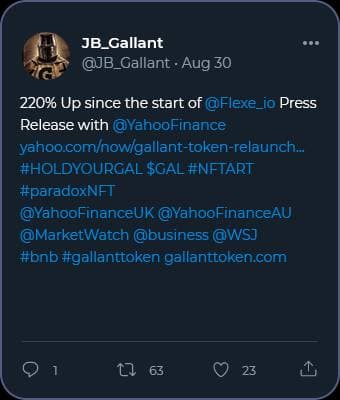 JB_Gallant
@JB_Gallant · Aug 30
220% Up since the start of @Flexe_io Press
Release with @YahooFinance
yahoo.com/now/gallant-token-relaunch...
#HOLDYOURGAL $GAL #NFTART
#paradoxNFT
@YahooFinanceUK @YahooFinanceAU
@MarketWatch @business @WSJ
#bnb #gallanttoken gallanttoken.com
1 63 23